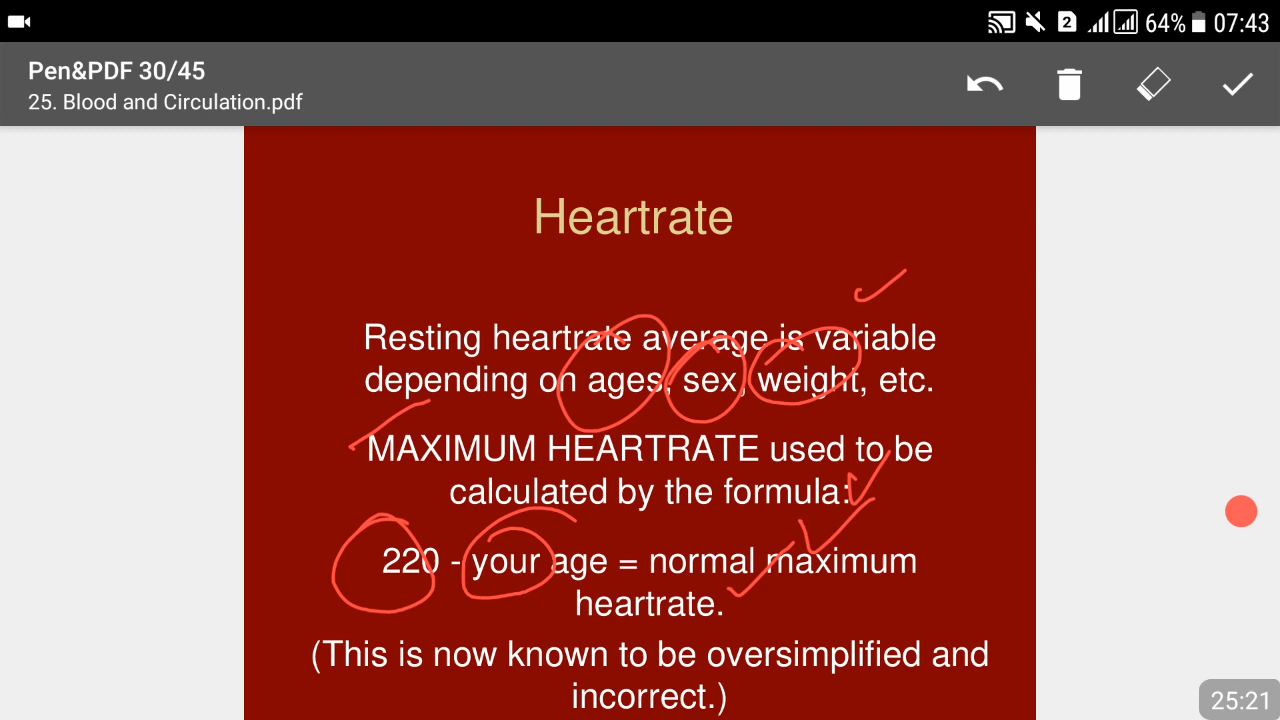 2 64% 07:43
Pen&PDF 30/45
25. Blood and Circulation.pdf
Heartrate
Resting heartrate average is variable
depending on ages, sex, weight, etc.
MAXIMUM HEARTRATE used to be
calculated by the formula:
220 - your age = normal maximum
heartrate.
(This is now known to be oversimplified and
incorrect.)
25:21